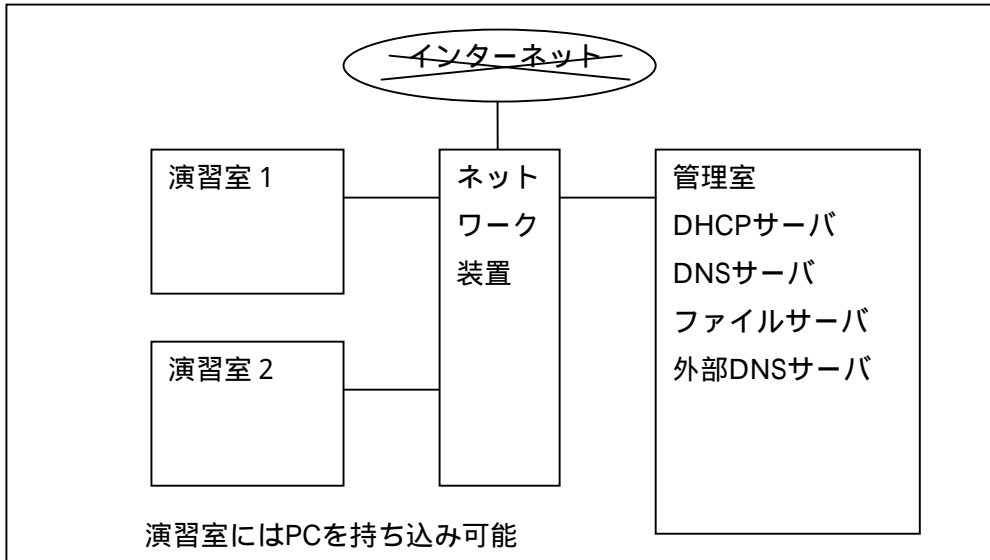 インターネット
演習室1
ネット
ワーク
装置
管理室
DHCPサーバ
DNSサーバ
ファイルサーバ
外部DNSサーバ
演習室2
演習室にはPCを持ち込み可能